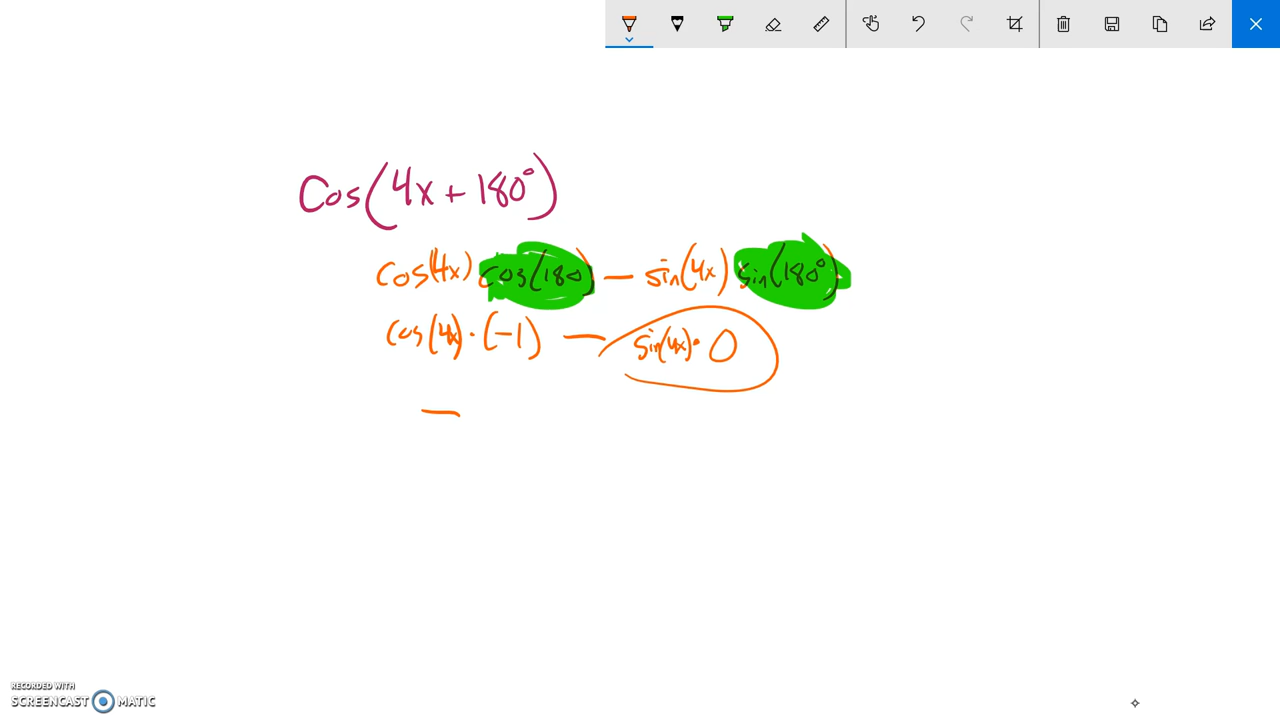 Cos(4x + 180°)
cos(4x) cos(180) — sin(4x) sin(180°)
cos(4x) · (-1) — sin(4x) · 0
—
RECORDED WITH
SCREENCAST MATIC